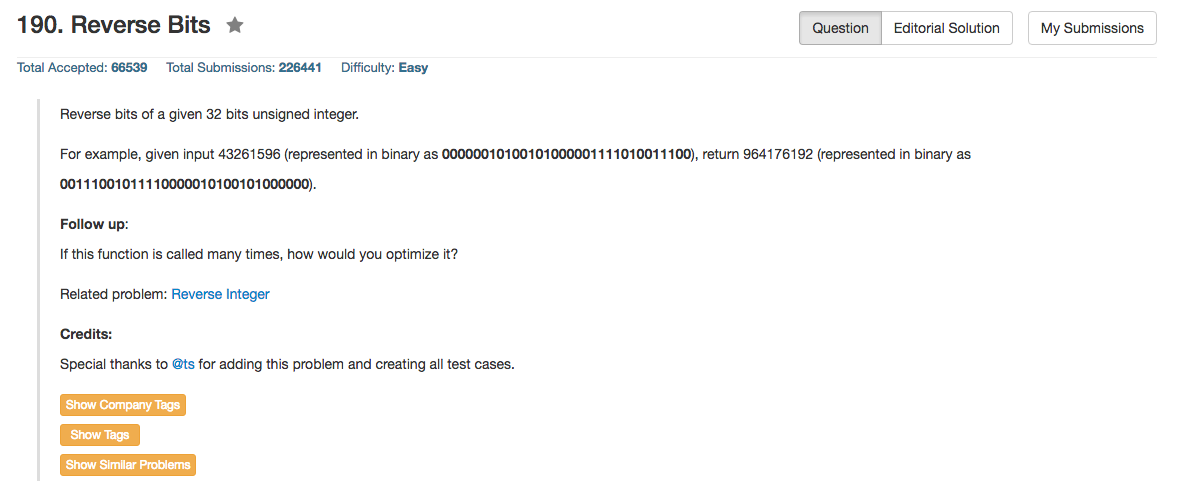 190. Reverse Bits
Question Editorial Solution My Submissions
Total Accepted: 66539 Total Submissions: 226441 Difficulty: Easy
Reverse bits of a given 32 bits unsigned integer.
For example, given input 43261596 (represented in binary as 00000010100101000001111010011100), return 964176192 (represented in binary as
00111001011110000010100101000000).
Follow up:
If this function is called many times, how would you optimize it?
Related problem: Reverse Integer
Credits:
Special thanks to @ts for adding this problem and creating all test cases.
Show Company Tags
Show Tags
Show Similar Problems